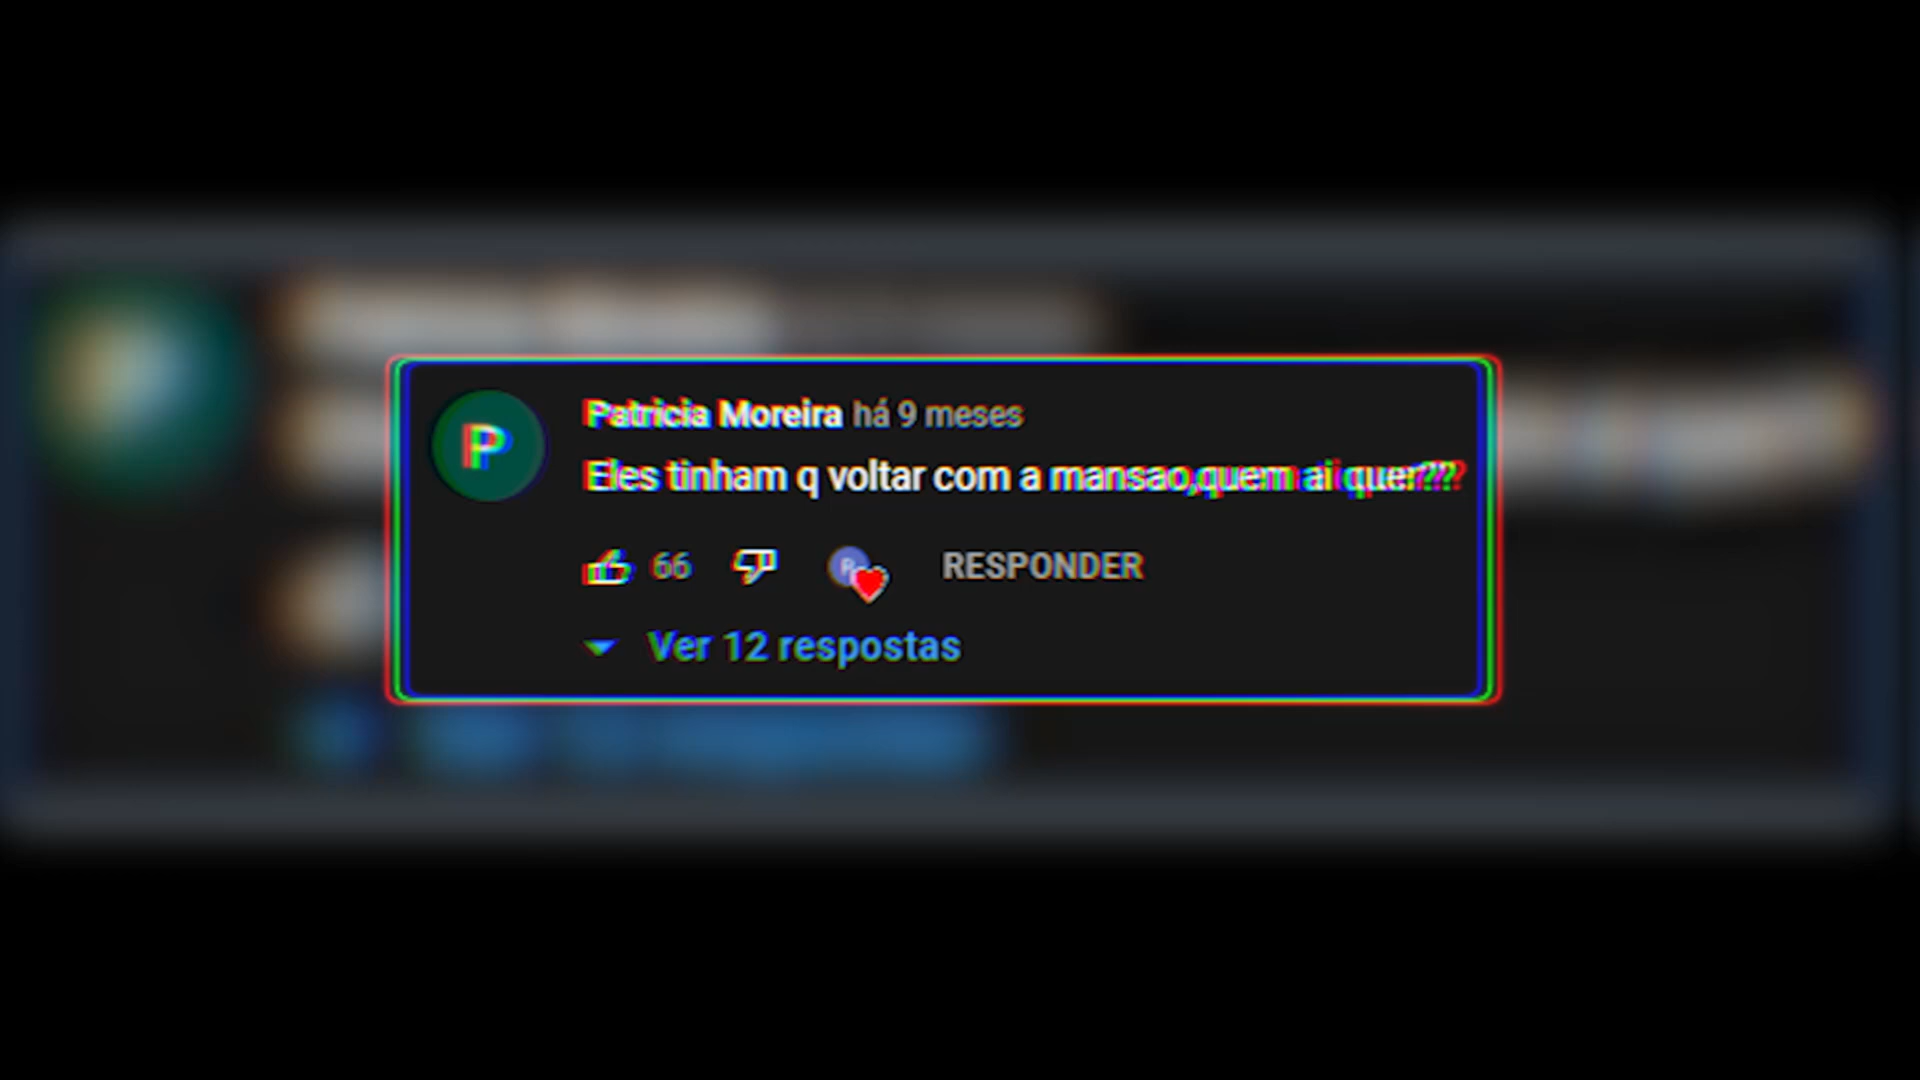 P
Patricia Moreira há 9 meses
Eles tinham q voltar com a mansao,quem ai quer???
66 RESPONDER
Ver 12 respostas